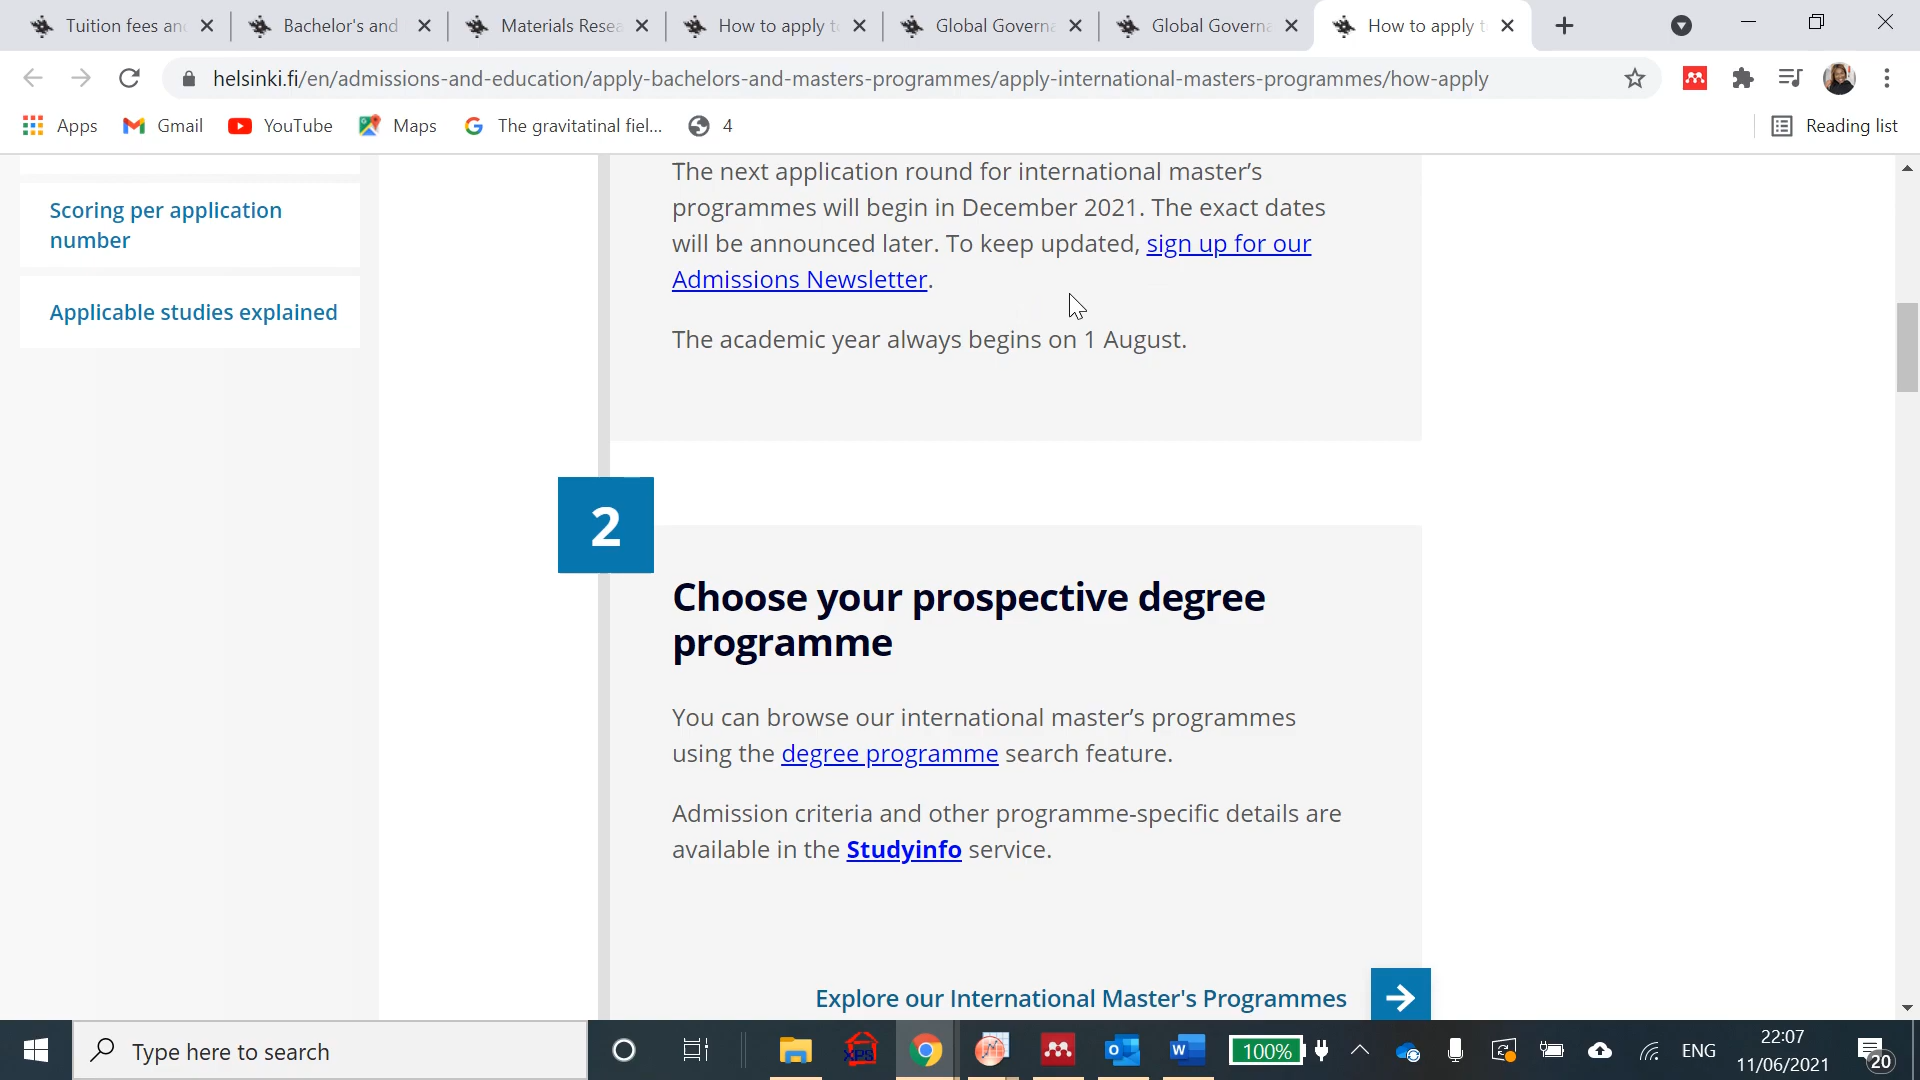 Tuition fees an
Bachelor's and
Materials Resea
How to apply t
Global Governa
Global Governa
How to apply t
helsinki.fi/en/admissions-and-education/apply-bachelors-and-masters-programmes/apply-international-masters-programmes/how-apply
Apps
Gmail
YouTube
Maps
The gravitatinal fiel...
4
Reading list
Scoring per application
number
Applicable studies explained
The next application round for international master’s
programmes will begin in December 2021. The exact dates
will be announced later. To keep updated, sign up for our
Admissions Newsletter.
The academic year always begins on 1 August.
2
Choose your prospective degree
programme
You can browse our international master’s programmes
using the degree programme search feature.
Admission criteria and other programme-specific details are
available in the Studyinfo service.
Explore our International Master's Programmes
Type here to search
XPS
100%
ENG
22:07
11/06/2021
20